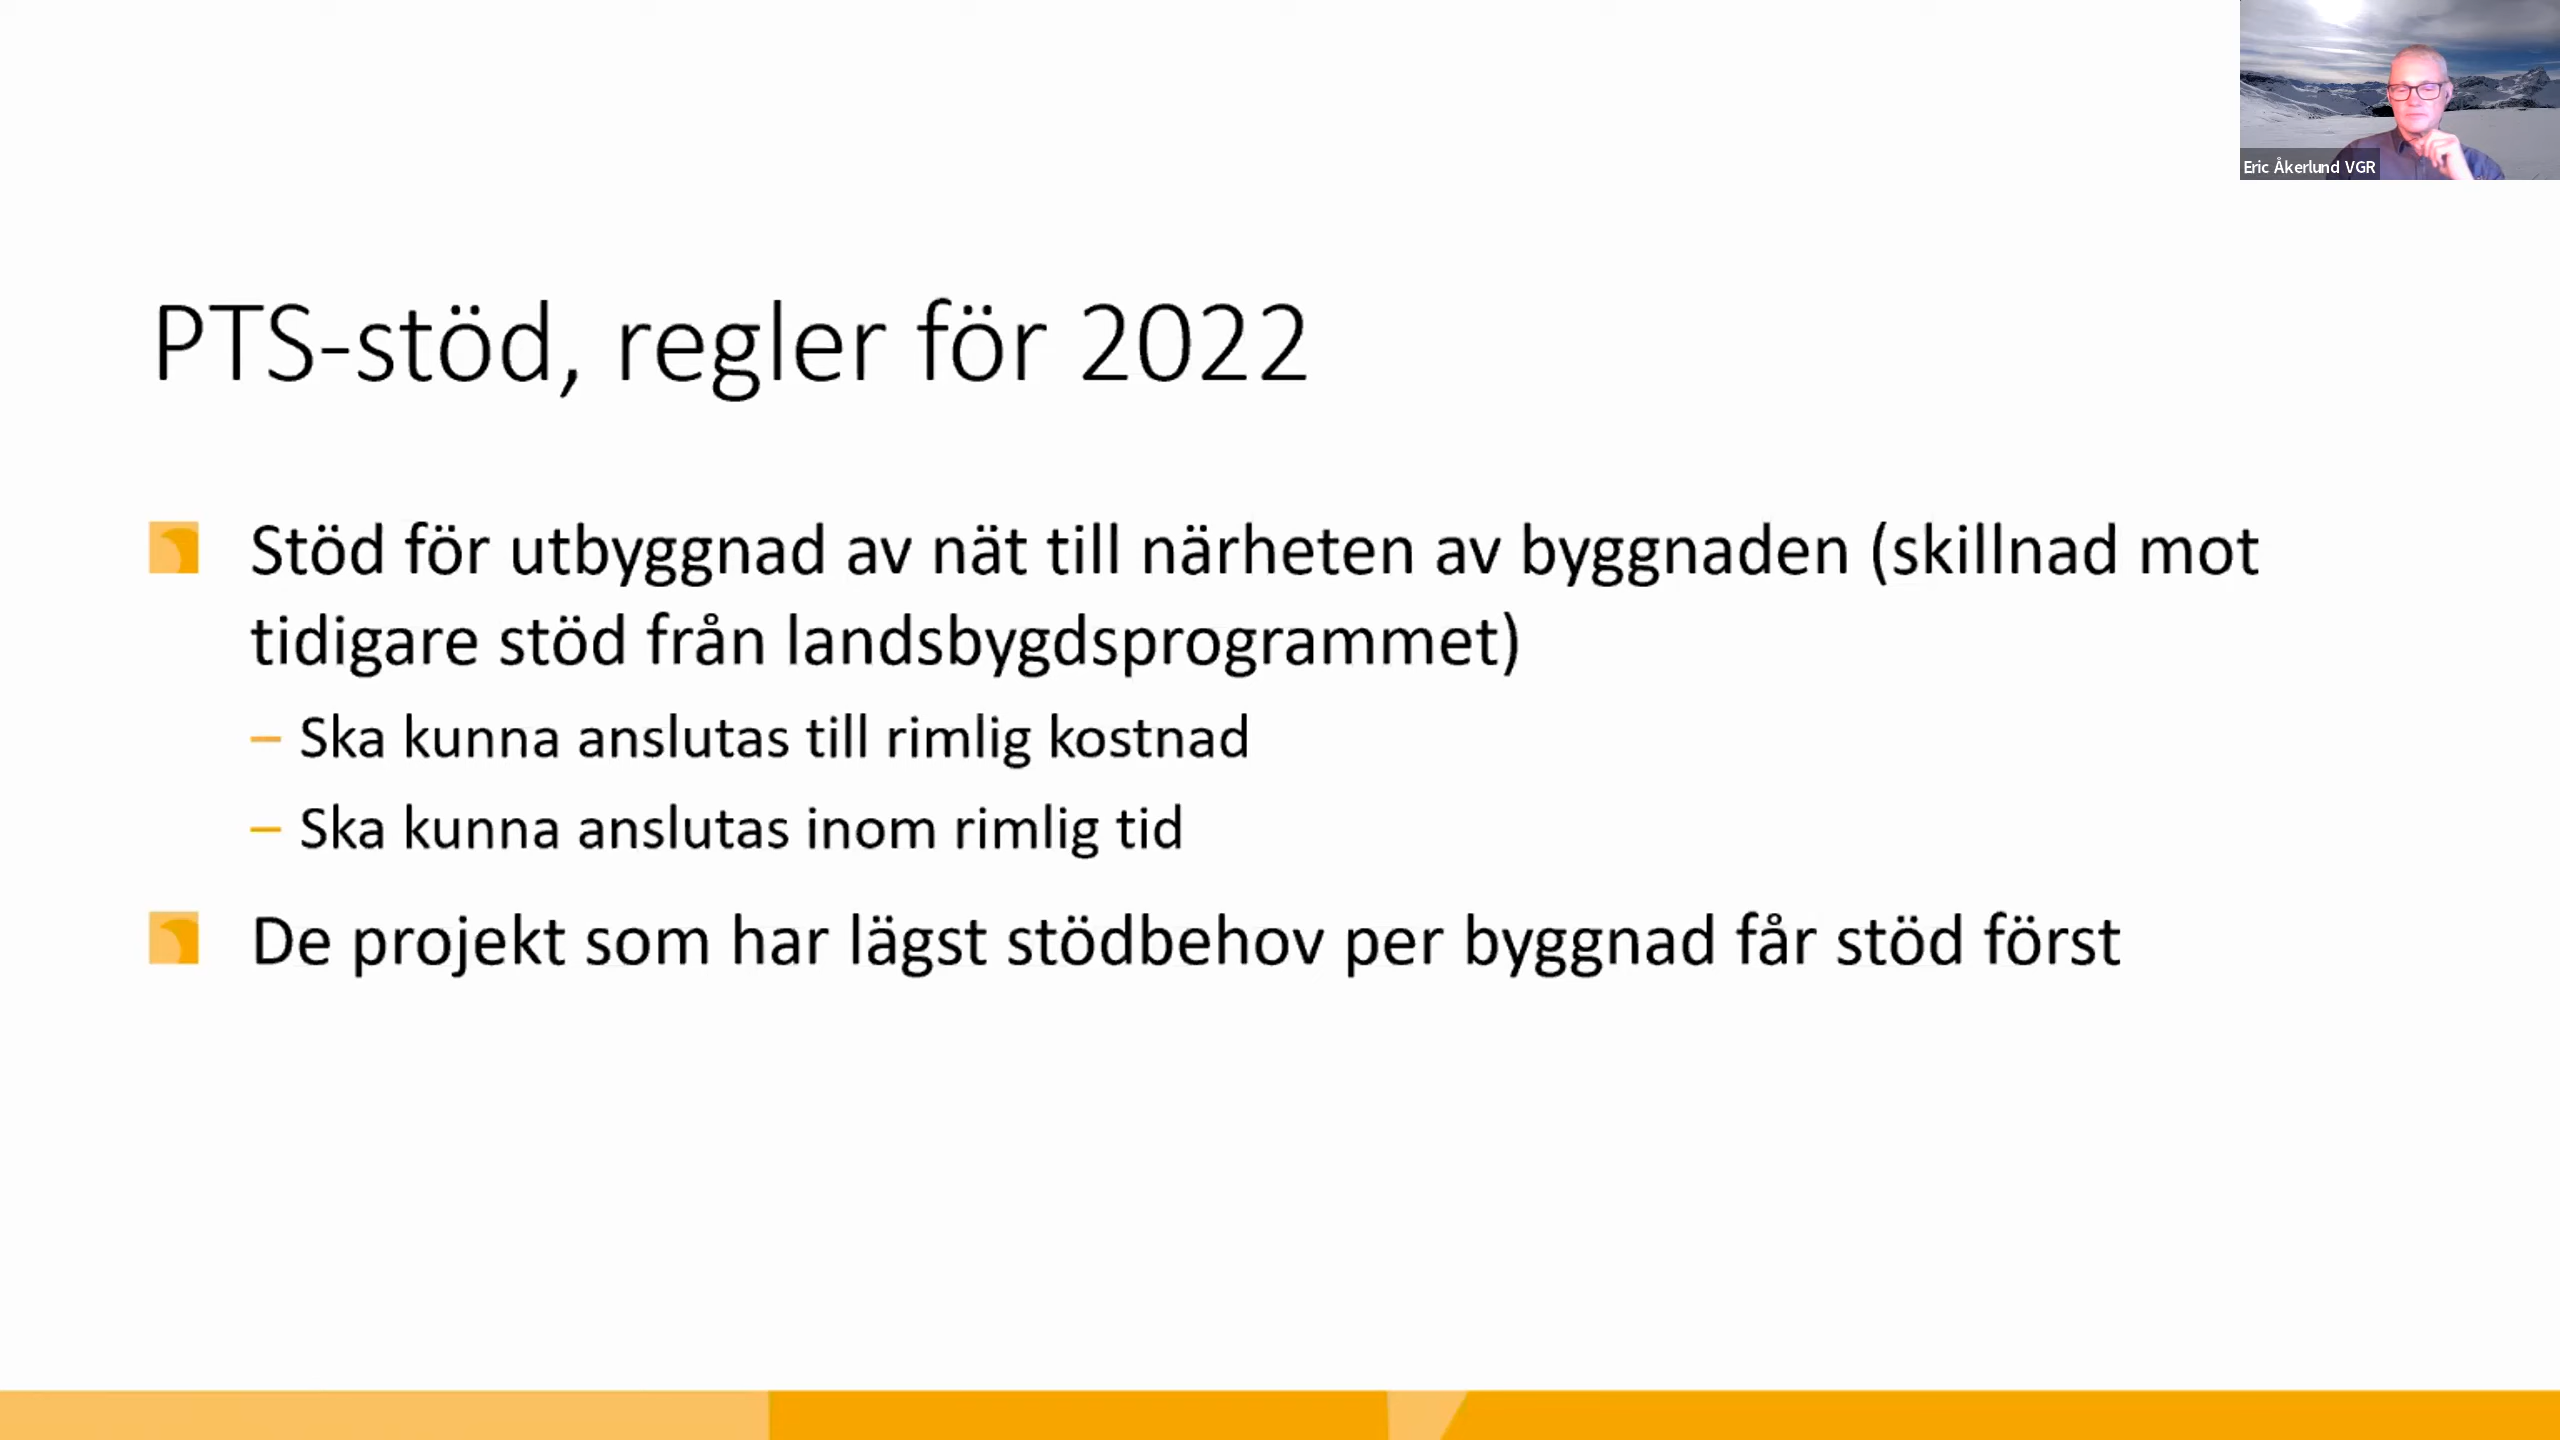 Eric Åkerlund VGR
PTS-stöd, regler för 2022
Stöd för utbyggnad av nät till närheten av byggnaden (skillnad mot
tidigare stöd från landsbygdsprogrammet)
– Ska kunna anslutas till rimlig kostnad
– Ska kunna anslutas inom rimlig tid
De projekt som har lägst stödbehov per byggnad får stöd först